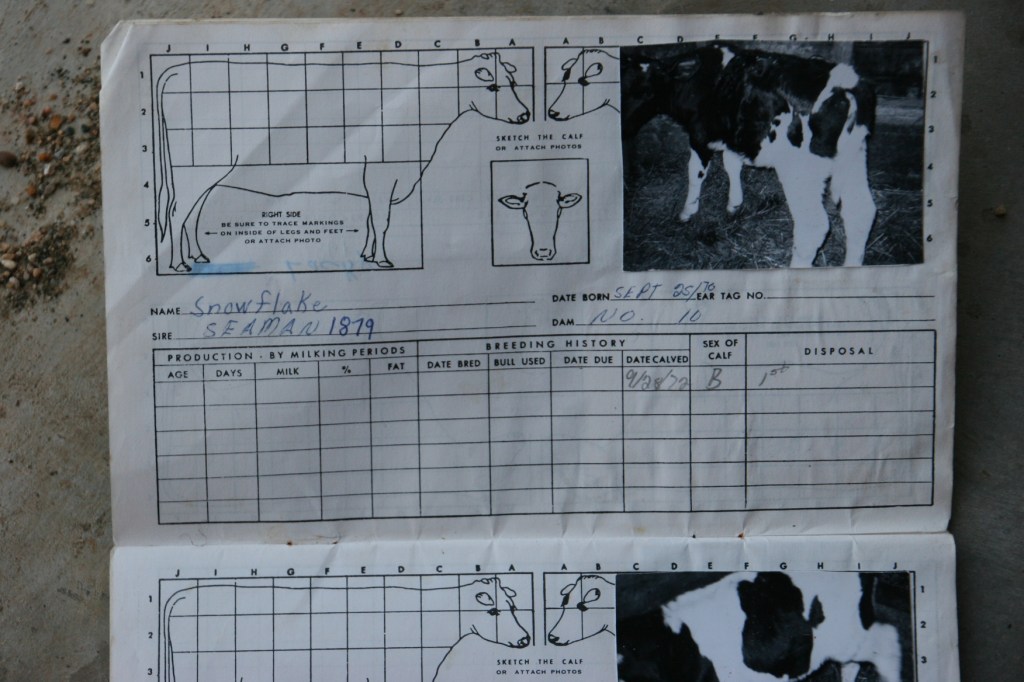 J I H G F E D C B A A B C D E F G H I J
1 1
2 2
SKETCH THE CALF
OR ATTACH PHOTOS
3 3
4 4
RIGHT SIDE
BE SURE TO TRACE MARKINGS
ON INSIDE OF LEGS AND FEET
OR ATTACH PHOTO
5 5
6 6
NAME Snowflake DATE BORN SEPT 25/70 EAR TAG NO.
SIRE SEAMAN 1879 DAM NO. 10
PRODUCTION - BY MILKING PERIODS BREEDING HISTORY SEX OF CALF DISPOSAL
AGE DAYS MILK % FAT DATE BRED BULL USED DATE DUE DATE CALVED
9/28/72 B 1st
J I H G F E D C B A A B C D E F G H I J
1 1
2 2
3 3
SKETCH THE CALF
OR ATTACH PHOTOS